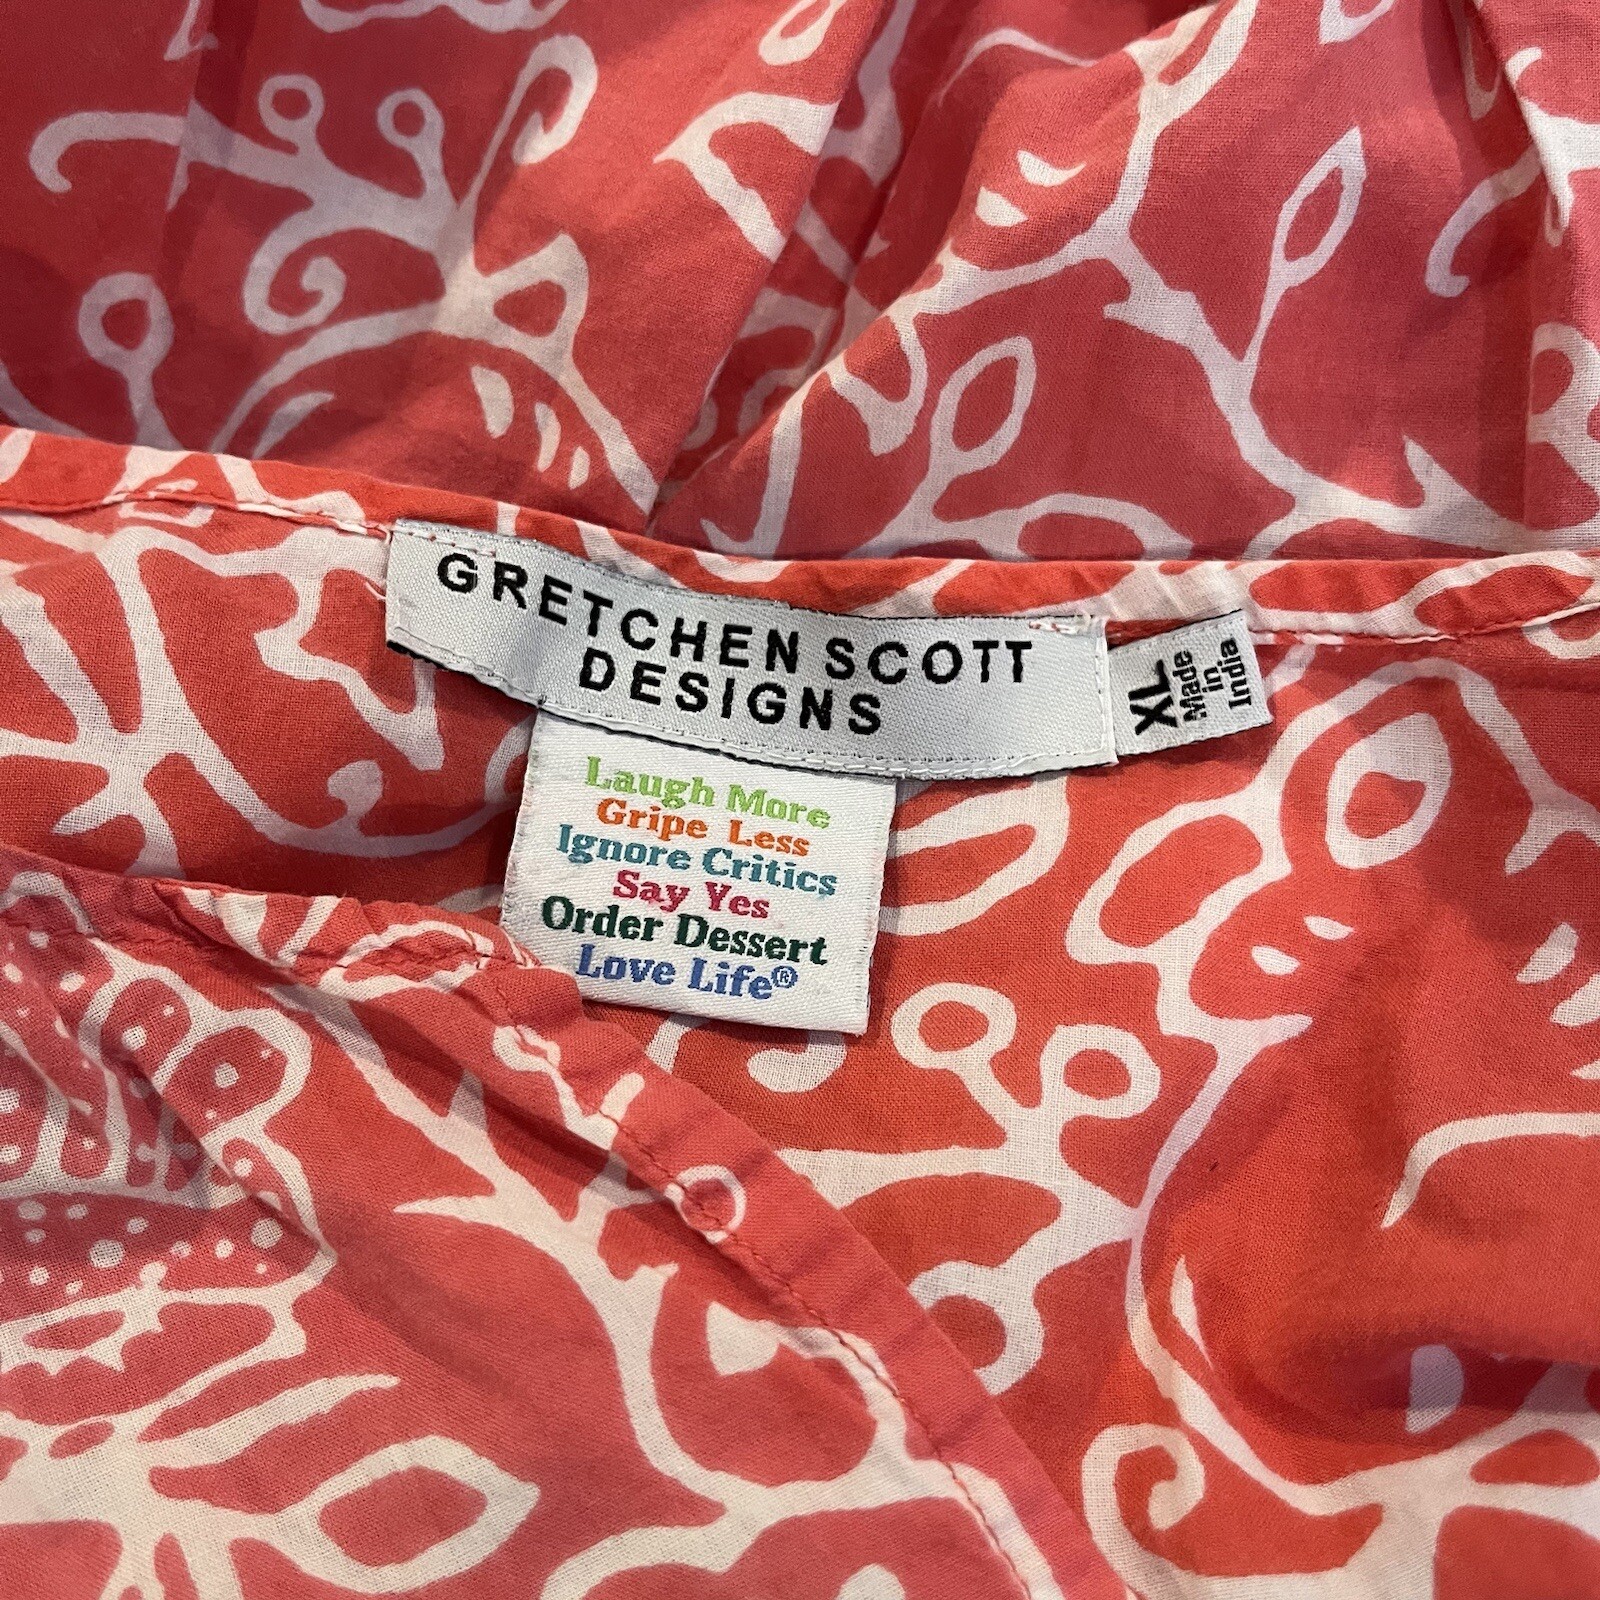 GRETCHEN SCOTT
DESIGNS
XL
Made
in
India
Laugh More
Gripe Less
Ignore Critics
Say Yes
Order Dessert
Love Life®